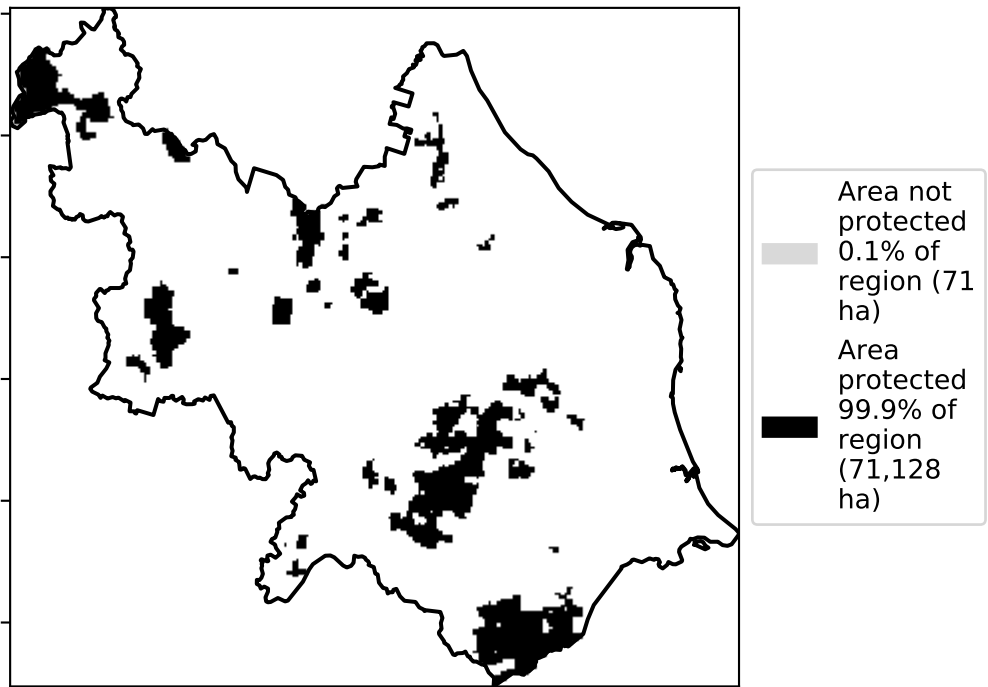 Area not
protected
0.1% of
region (71
ha)
Area
protected
99.9% of
region
(71,128
ha)